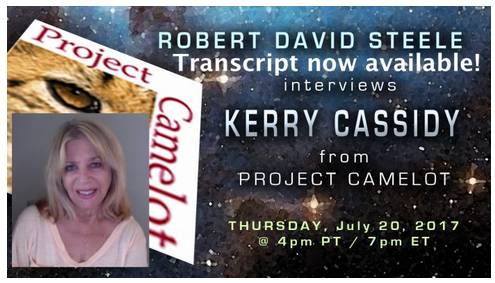 Project
Camelot
ROBERT DAVID STEELE
Transcript now available!
interviews
KERRY CASSIDY
from
PROJECT CAMELOT
THURSDAY, July 20, 2017
@ 4pm PT / 7pm ET